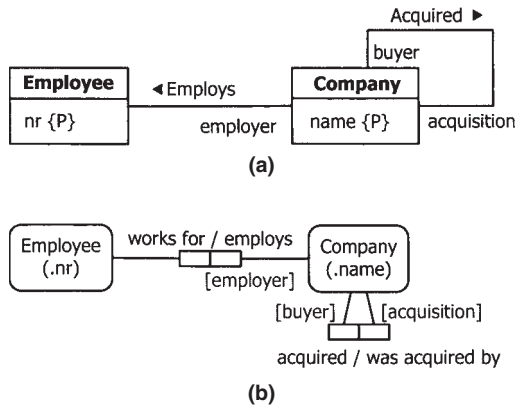 Acquired ▶
buyer
Employee
◀ Employs
Company
nr {P}
employer
name {P}
acquisition
(a)
works for / employs
Employee
(.nr)
Company
(.name)
[employer]
[buyer]
[acquisition]
acquired / was acquired by
(b)